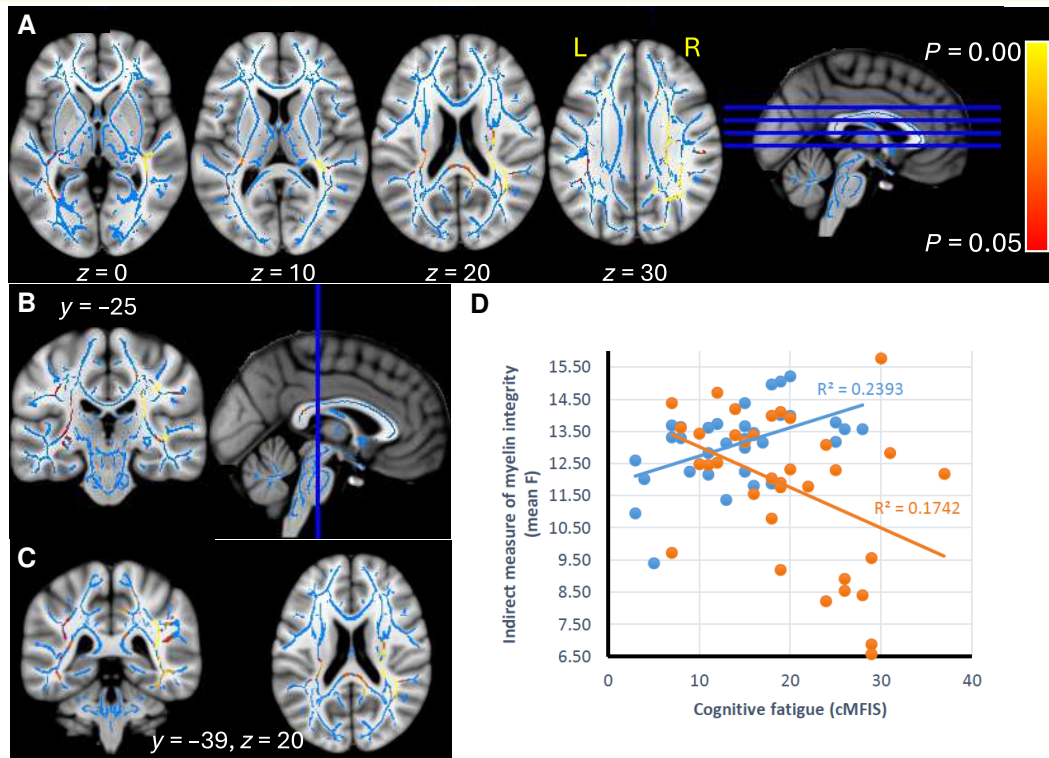 A
L R
P = 0.00
P = 0.05
z = 0 z = 10 z = 20 z = 30
B
y = –25
C
y = –39, z = 20
D
Indirect measure of myelin integrity
(mean F)
15.50
14.50
13.50
12.50
11.50
10.50
9.50
8.50
7.50
6.50
R² = 0.2393
R² = 0.1742
0 10 20 30 40
Cognitive fatigue (cMFIS)